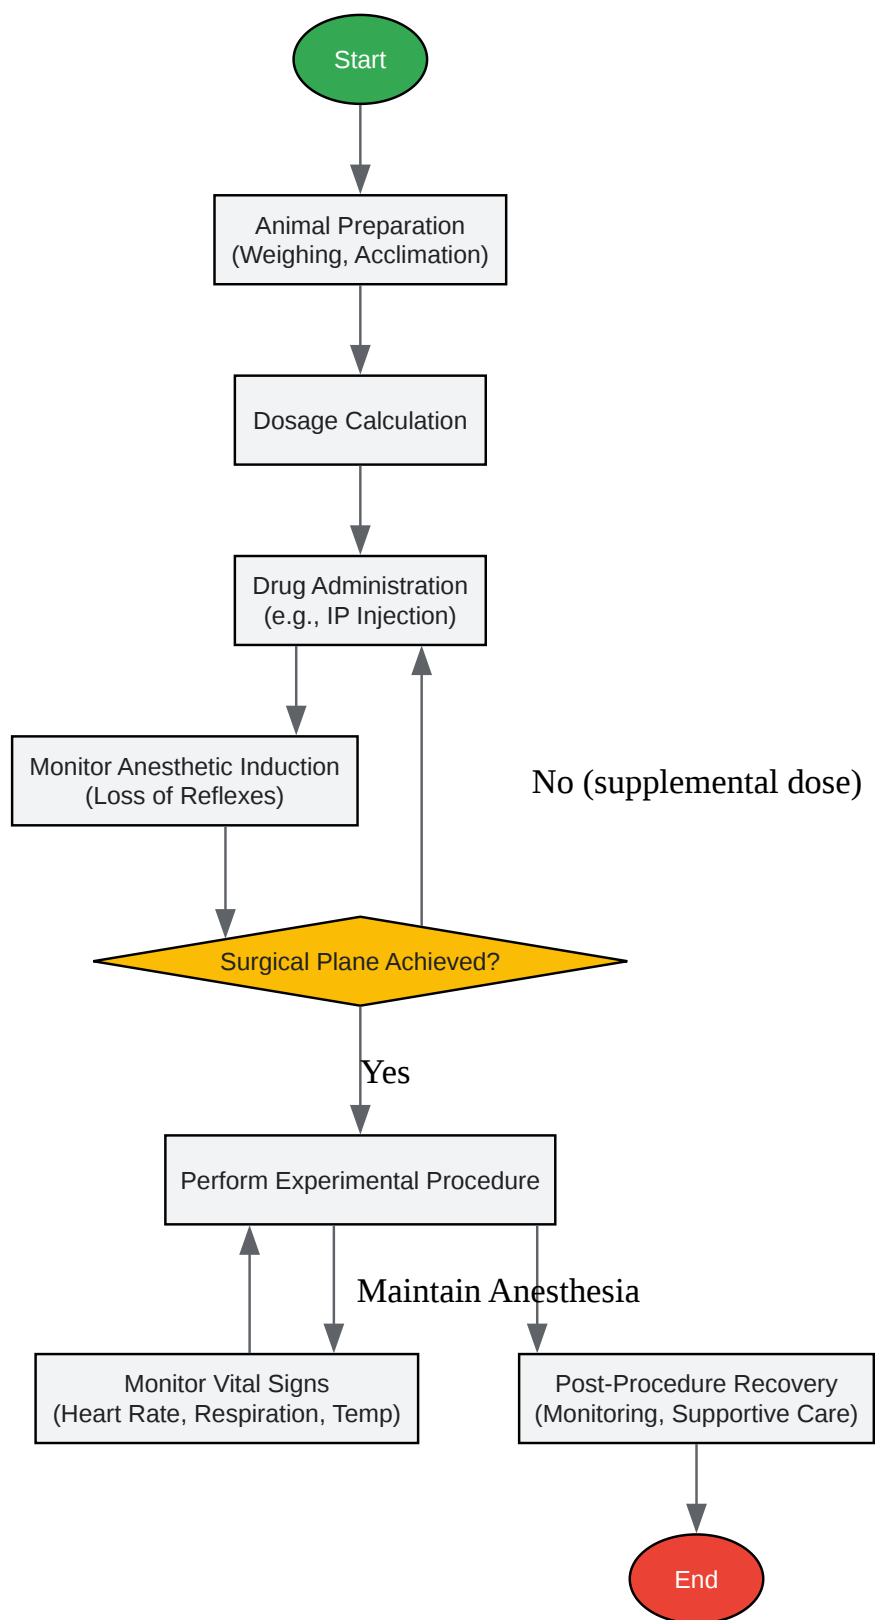 Start
Animal Preparation
(Weighing, Acclimation)
Dosage Calculation
Drug Administration
(e.g., IP Injection)
Monitor Anesthetic Induction
(Loss of Reflexes)
No (supplemental dose)
Surgical Plane Achieved?
Yes
Perform Experimental Procedure
Maintain Anesthesia
Monitor Vital Signs
(Heart Rate, Respiration, Temp)
Post-Procedure Recovery
(Monitoring, Supportive Care)
End